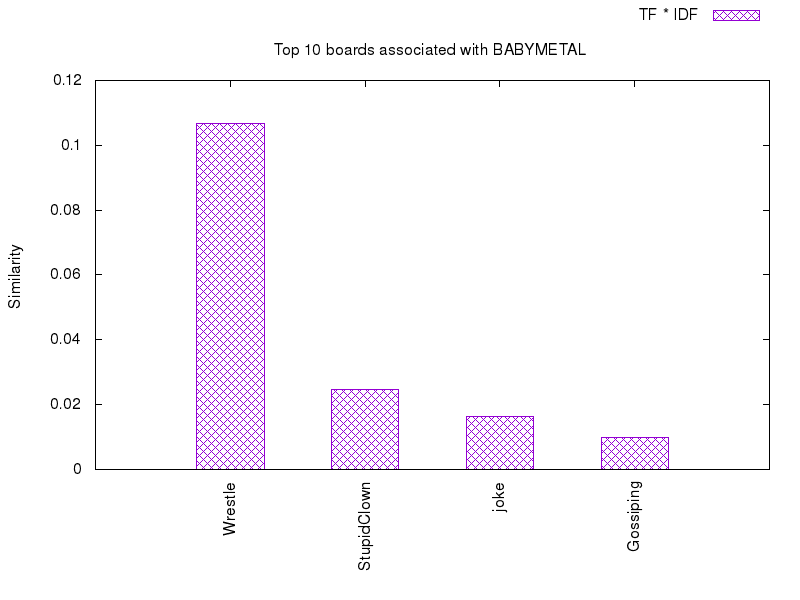 TF * IDF
Top 10 boards associated with BABYMETAL
0.12
0.1
0.08
0.06
0.04
0.02
0
Similarity
Wrestle
StupidClown
joke
Gossiping